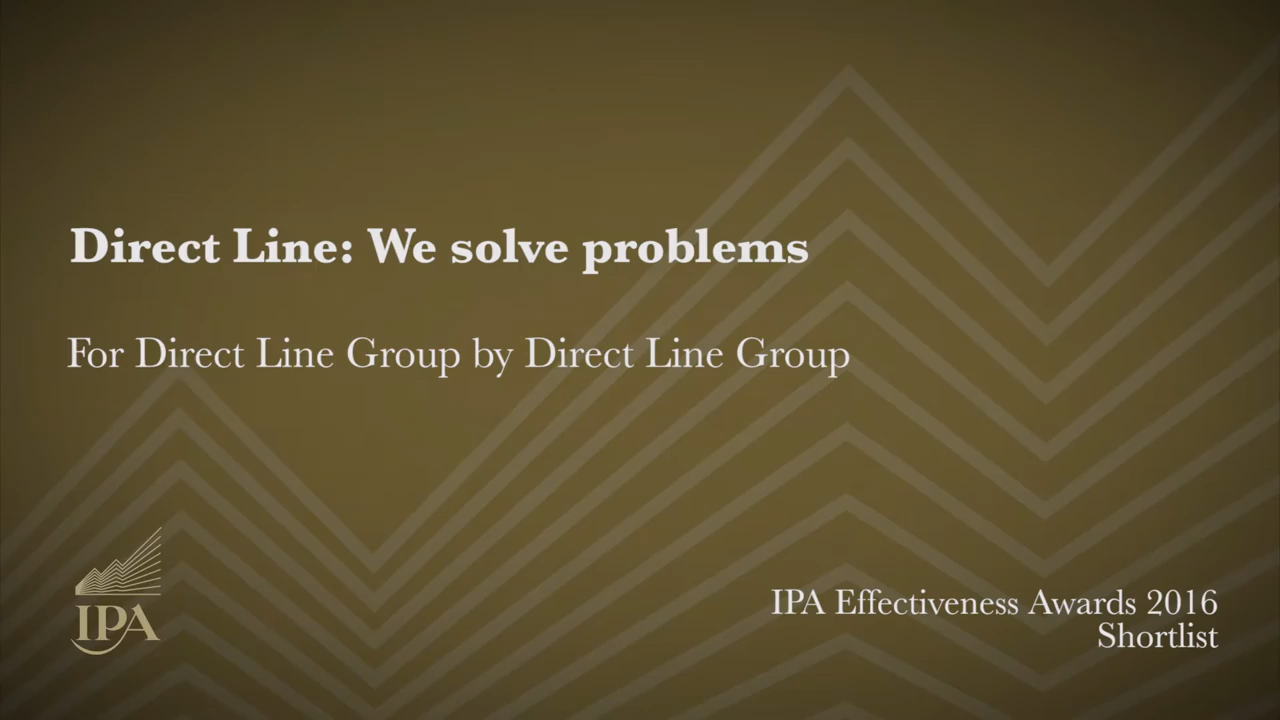 Direct Line: We solve problems
For Direct Line Group by Direct Line Group
IPA
IPA Effectiveness Awards 2016
Shortlist